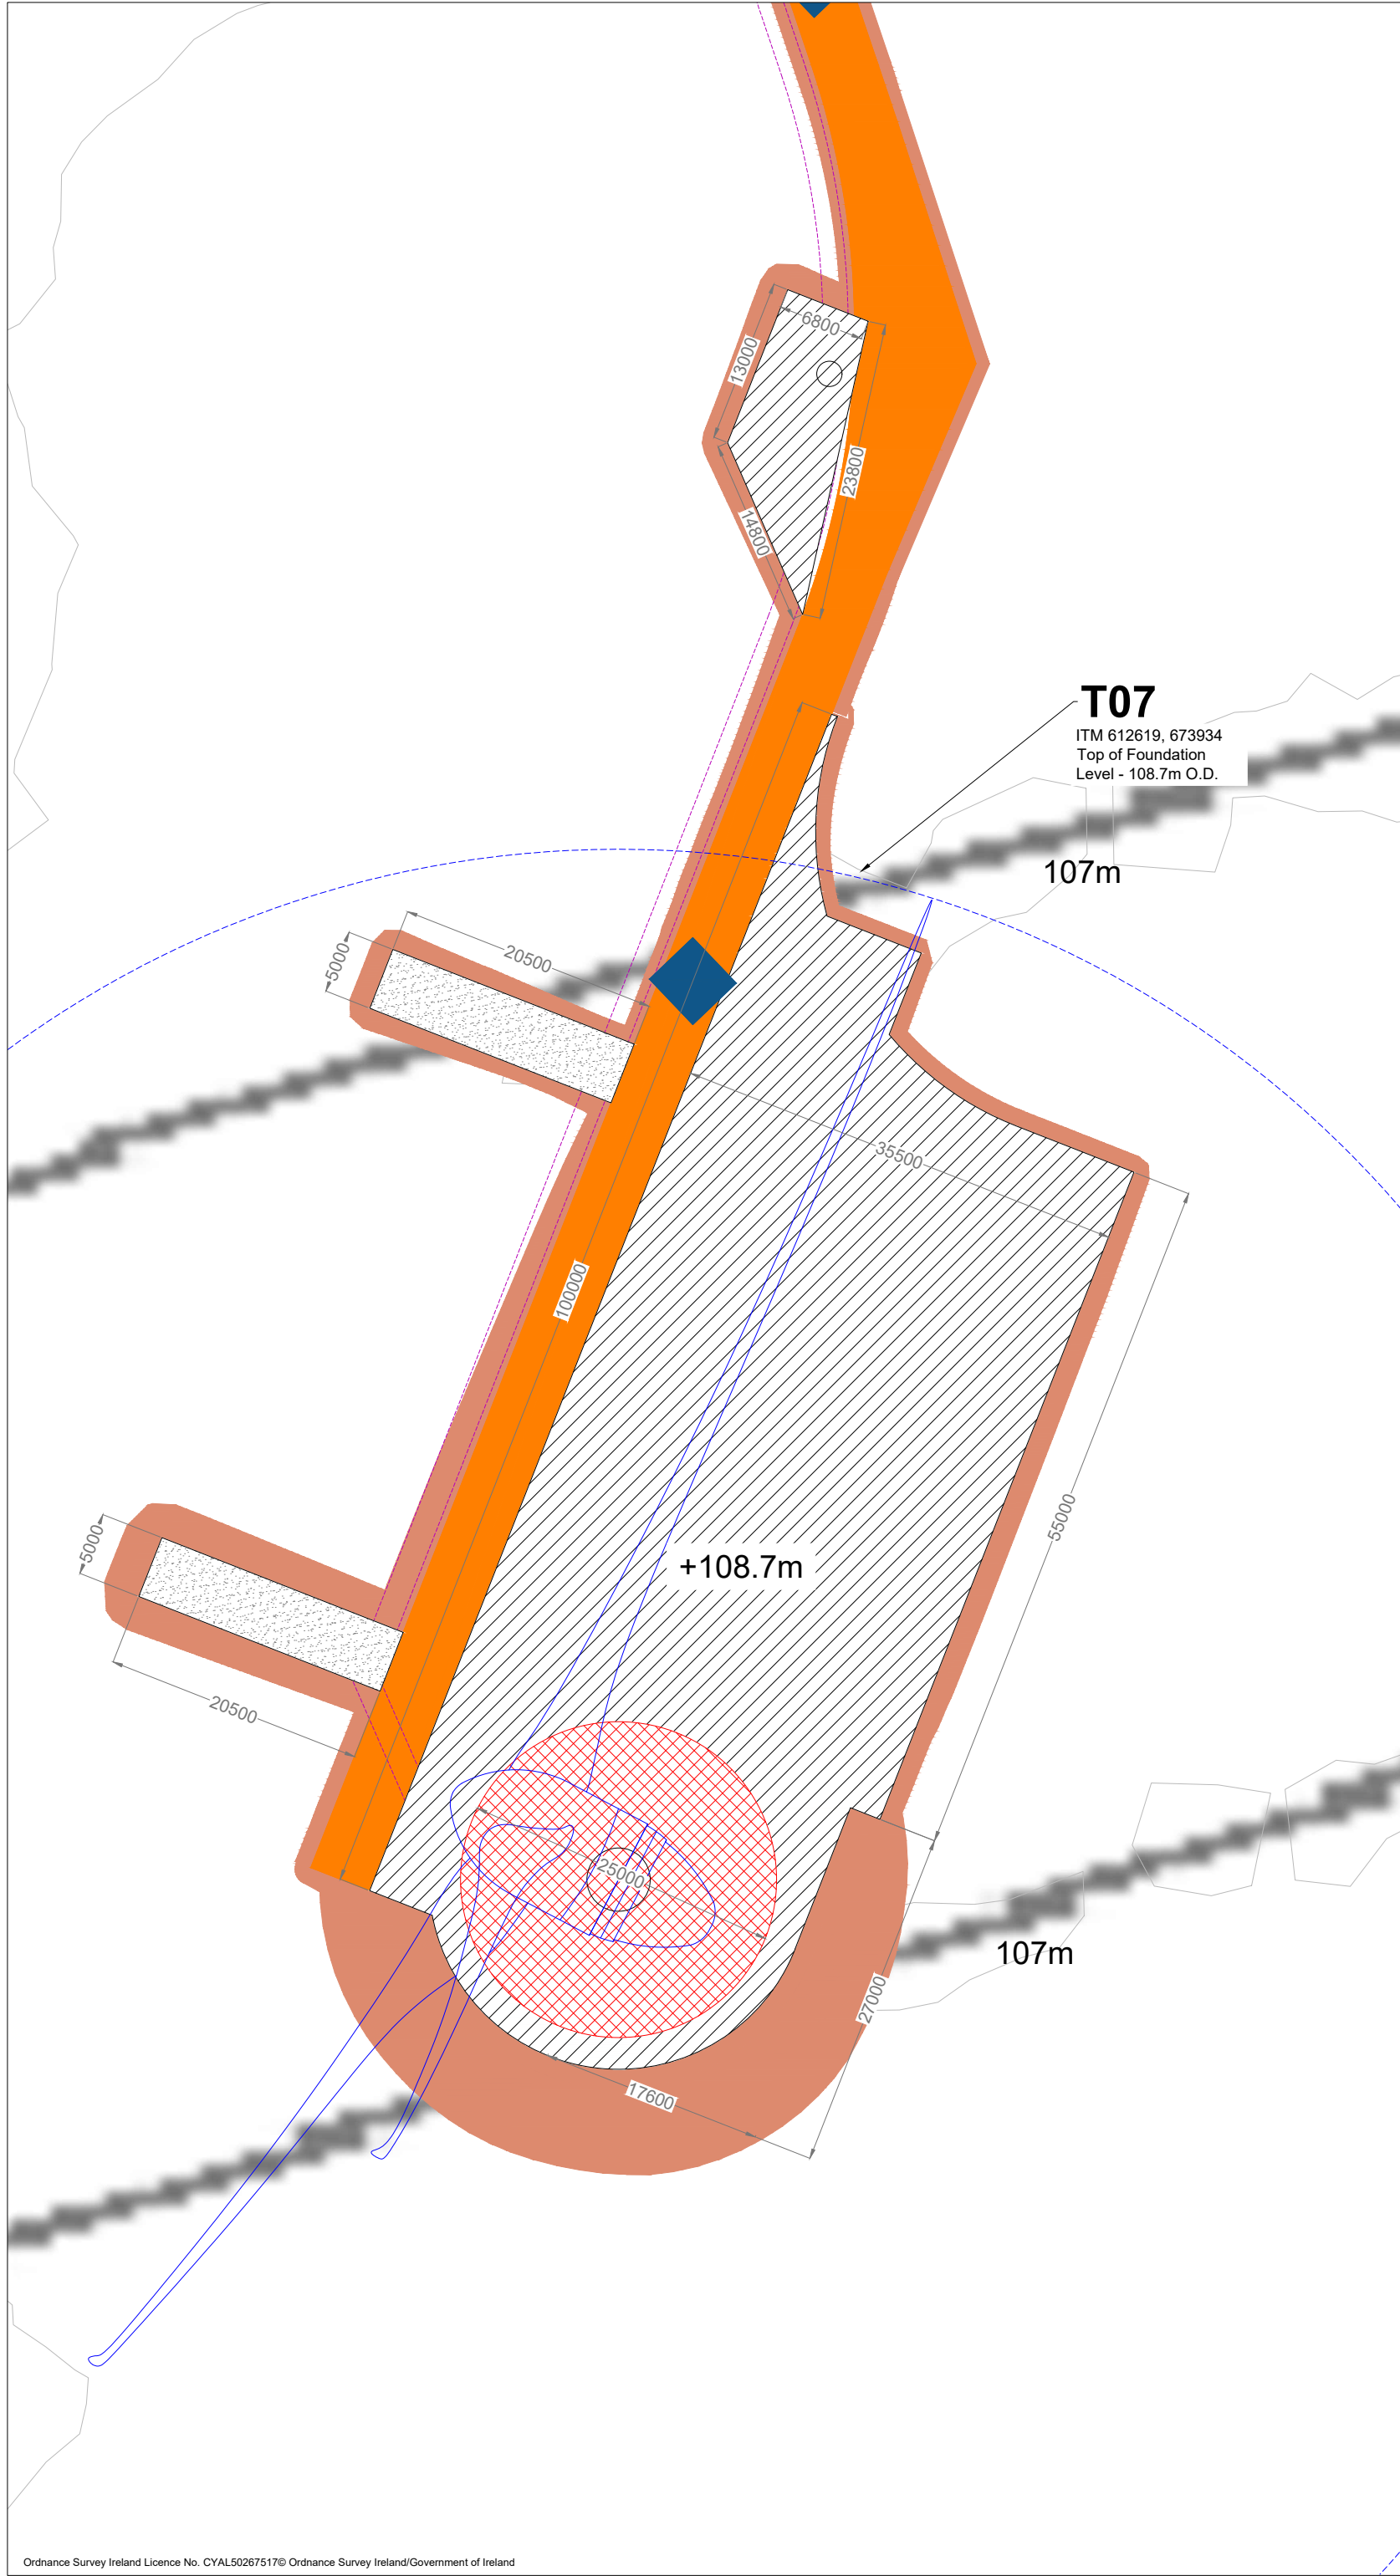 6800
13000
23800
14800
T07
ITM 612619, 673934
Top of Foundation
Level - 108.7m O.D.
107m
20500
5000
35500
100000
55000
5000
+108.7m
20500
25000
107m
27000
17600
Ordnance Survey Ireland Licence No. CYAL50267517© Ordnance Survey Ireland/Government of Ireland